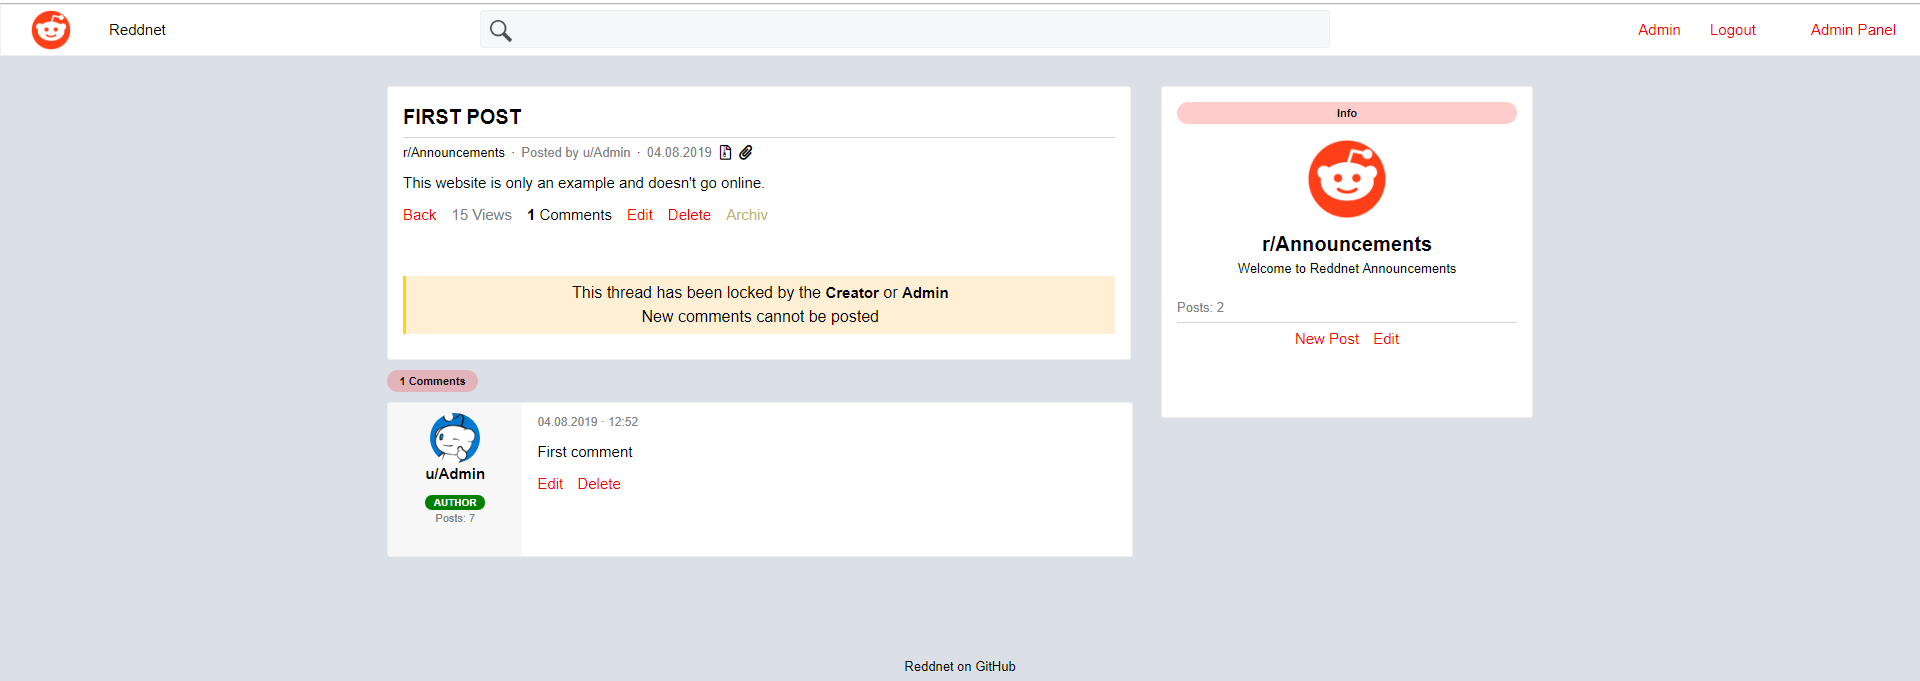 Reddnet
Admin Logout Admin Panel
FIRST POST
r/Announcements · Posted by u/Admin · 04.08.2019
This website is only an example and doesn't go online.
Back 15 Views 1 Comments Edit Delete Archiv
This thread has been locked by the Creator or Admin
New comments cannot be posted
1 Comments
u/Admin
AUTHOR
Posts: 7
04.08.2019 · 12:52
First comment
Edit Delete
Info
r/Announcements
Welcome to Reddnet Announcements
Posts: 2
New Post Edit
Reddnet on GitHub